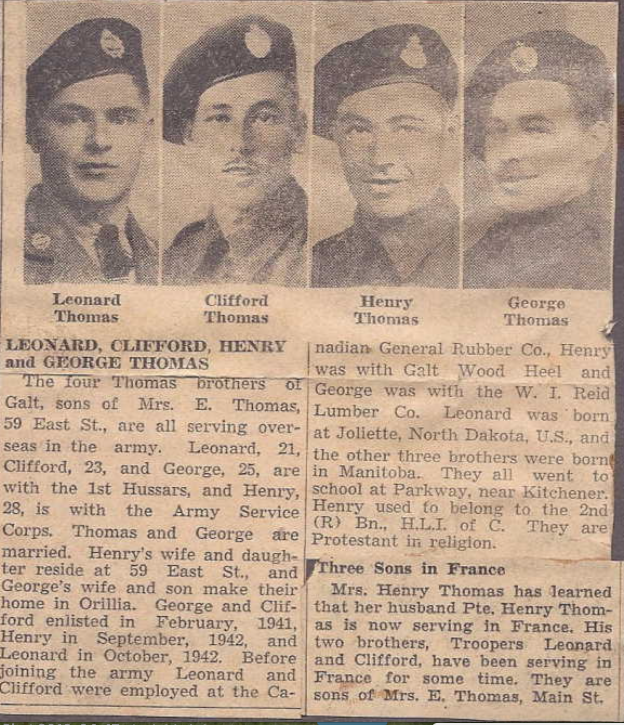 Leonard
Thomas
Clifford
Thomas
Henry
Thomas
George
Thomas
LEONARD, CLIFFORD, HENRY
and GEORGE THOMAS
The four Thomas brothers of
Galt, sons of Mrs. E. Thomas,
59 East St., are all serving over-
seas in the army. Leonard, 21,
Clifford, 23, and George, 25, are
with the 1st Hussars, and Henry,
28, is with the Army Service
Corps. Thomas and George are
married. Henry's wife and daugh-
ter reside at 59 East St., and
George's wife and son make their
home in Orillia. George and Clif-
ford enlisted in February, 1941,
Henry in September, 1942, and
Leonard in October, 1942. Before
joining the army Leonard and
Clifford were employed at the Ca-
nadian General Rubber Co., Henry
was with Galt Wood Heel and
George was with the W. I. Reid
Lumber Co. Leonard was born
at Joliette, North Dakota, U.S., and
the other three brothers were born
in Manitoba. They all went to
school at Parkway, near Kitchener.
Henry used to belong to the 2nd
(R) Bn., H.L.I. of C. They are
Protestant in religion.
Three Sons in France
Mrs. Henry Thomas has learned
that her husband Pte. Henry Thom-
as is now serving in France. His
two brothers, Troopers Leonard
and Clifford, have been serving in
France for some time. They are
sons of Mrs. E. Thomas, Main St.